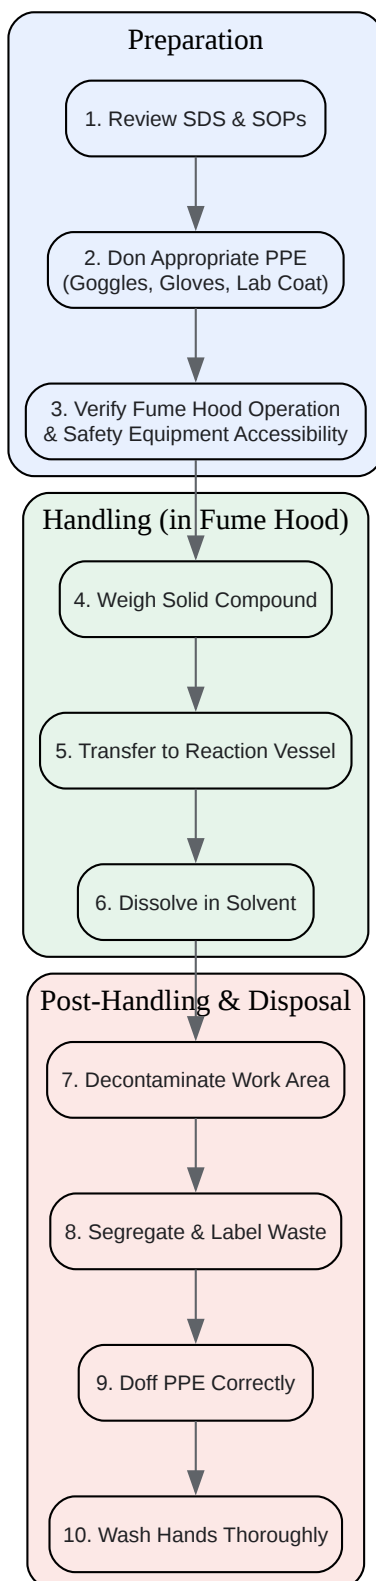 Preparation
1. Review SDS & SOPs
2. Don Appropriate PPE
(Goggles, Gloves, Lab Coat)
3. Verify Fume Hood Operation
& Safety Equipment Accessibility
Handling (in Fume Hood)
4. Weigh Solid Compound
5. Transfer to Reaction Vessel
6. Dissolve in Solvent
Post-Handling & Disposal
7. Decontaminate Work Area
8. Segregate & Label Waste
9. Doff PPE Correctly
10. Wash Hands Thoroughly